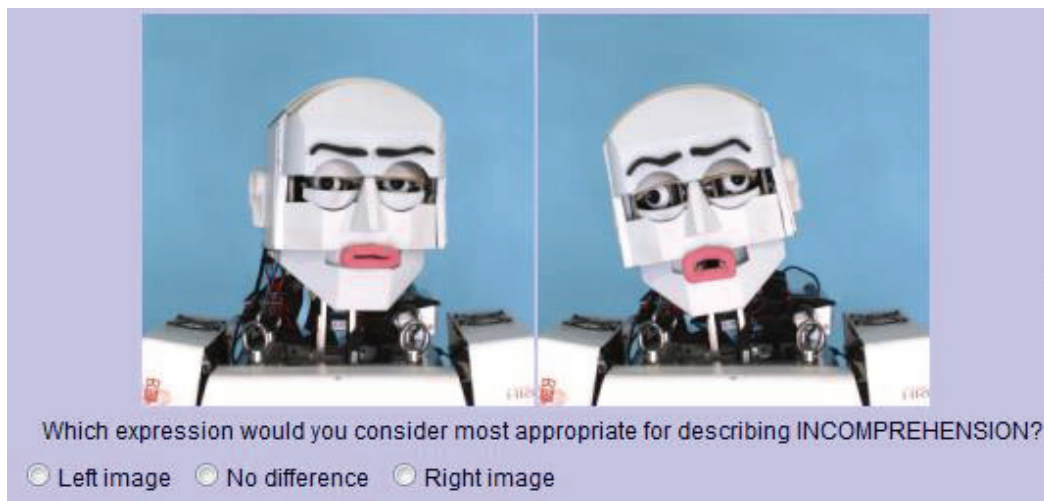 Which expression would you consider most appropriate for describing INCOMPREHENSION?
Left image No difference Right image